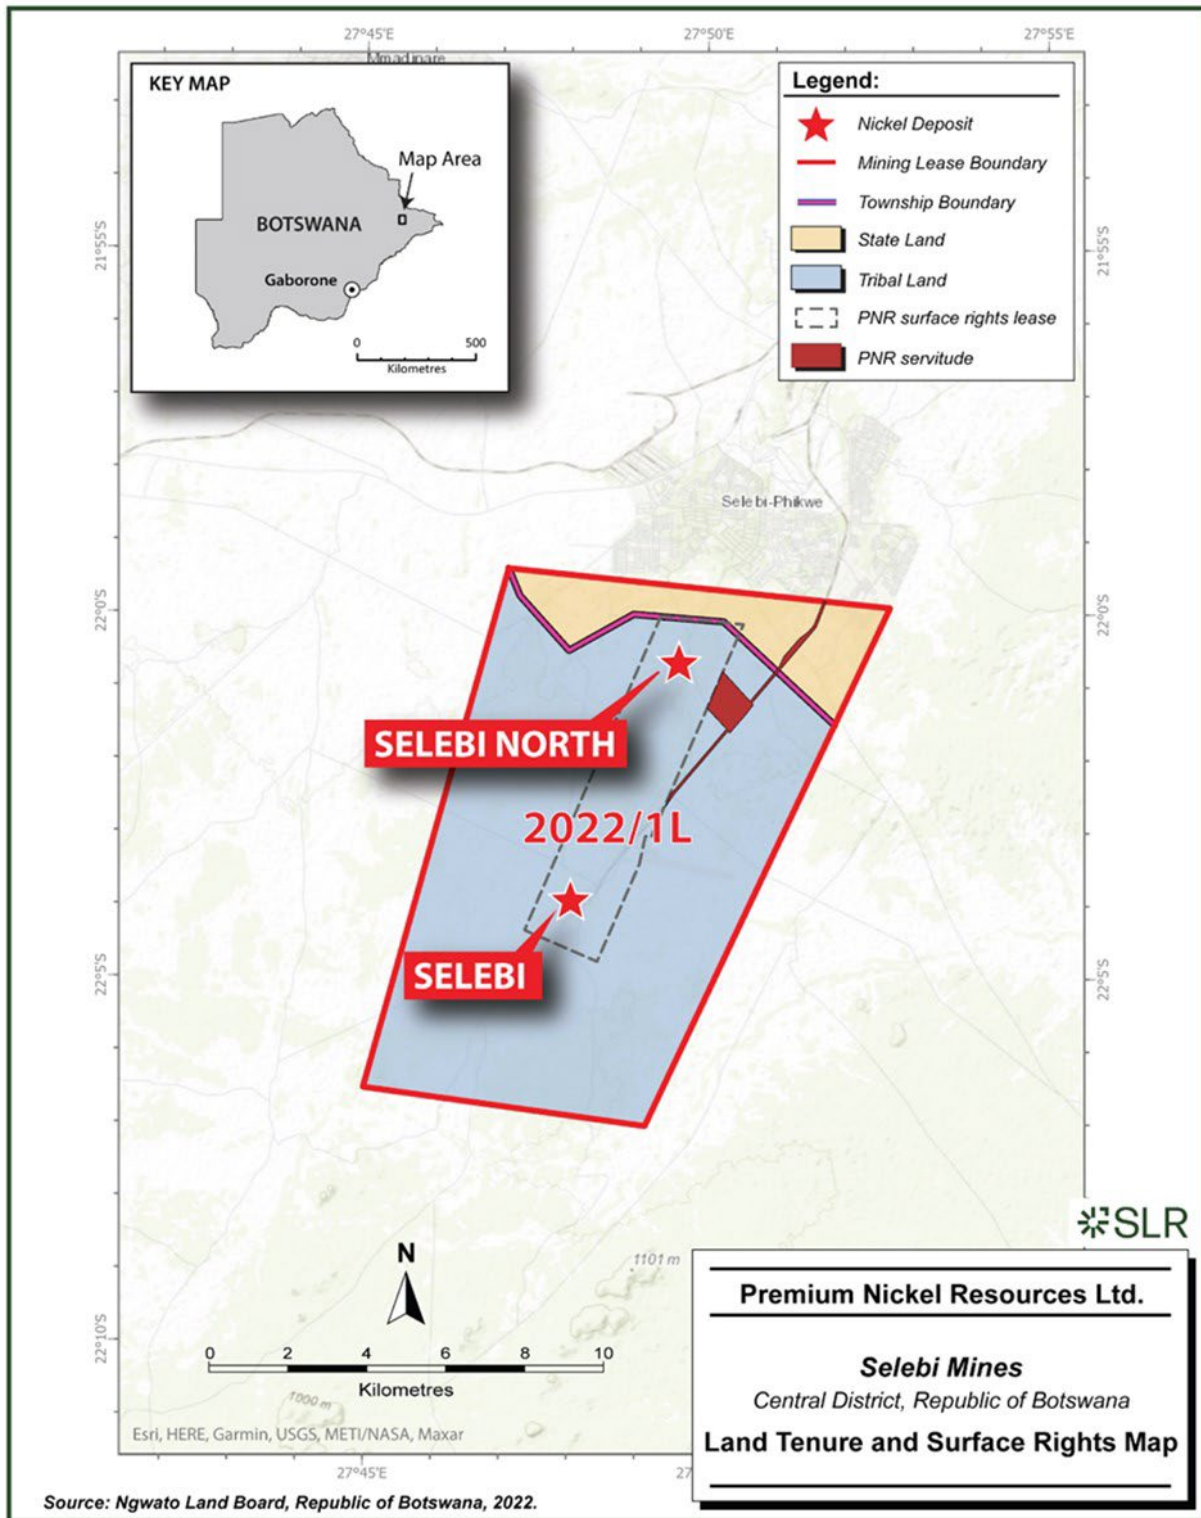 27°45'E
27°50'E
27°55'E
Mmadinare
KEY MAP
Map Area
BOTSWANA
Gaborone
0
500
Kilometres
Legend:
Nickel Deposit
Mining Lease Boundary
Township Boundary
State Land
Tribal Land
PNR surface rights lease
PNR servitude
21°55'S
21°55'S
Selebi-Phikwe
22°0'S
22°0'S
SELEBI NORTH
2022/1L
SELEBI
22°5'S
22°5'S
SLR
N
1101 m
22°10'S
0 2 4 6 8 10
Kilometres
1000 m
Esri, HERE, Garmin, USGS, METI/NASA, Maxar
27°45'E
Premium Nickel Resources Ltd.
Selebi Mines
Central District, Republic of Botswana
Land Tenure and Surface Rights Map
Source: Ngwato Land Board, Republic of Botswana, 2022.